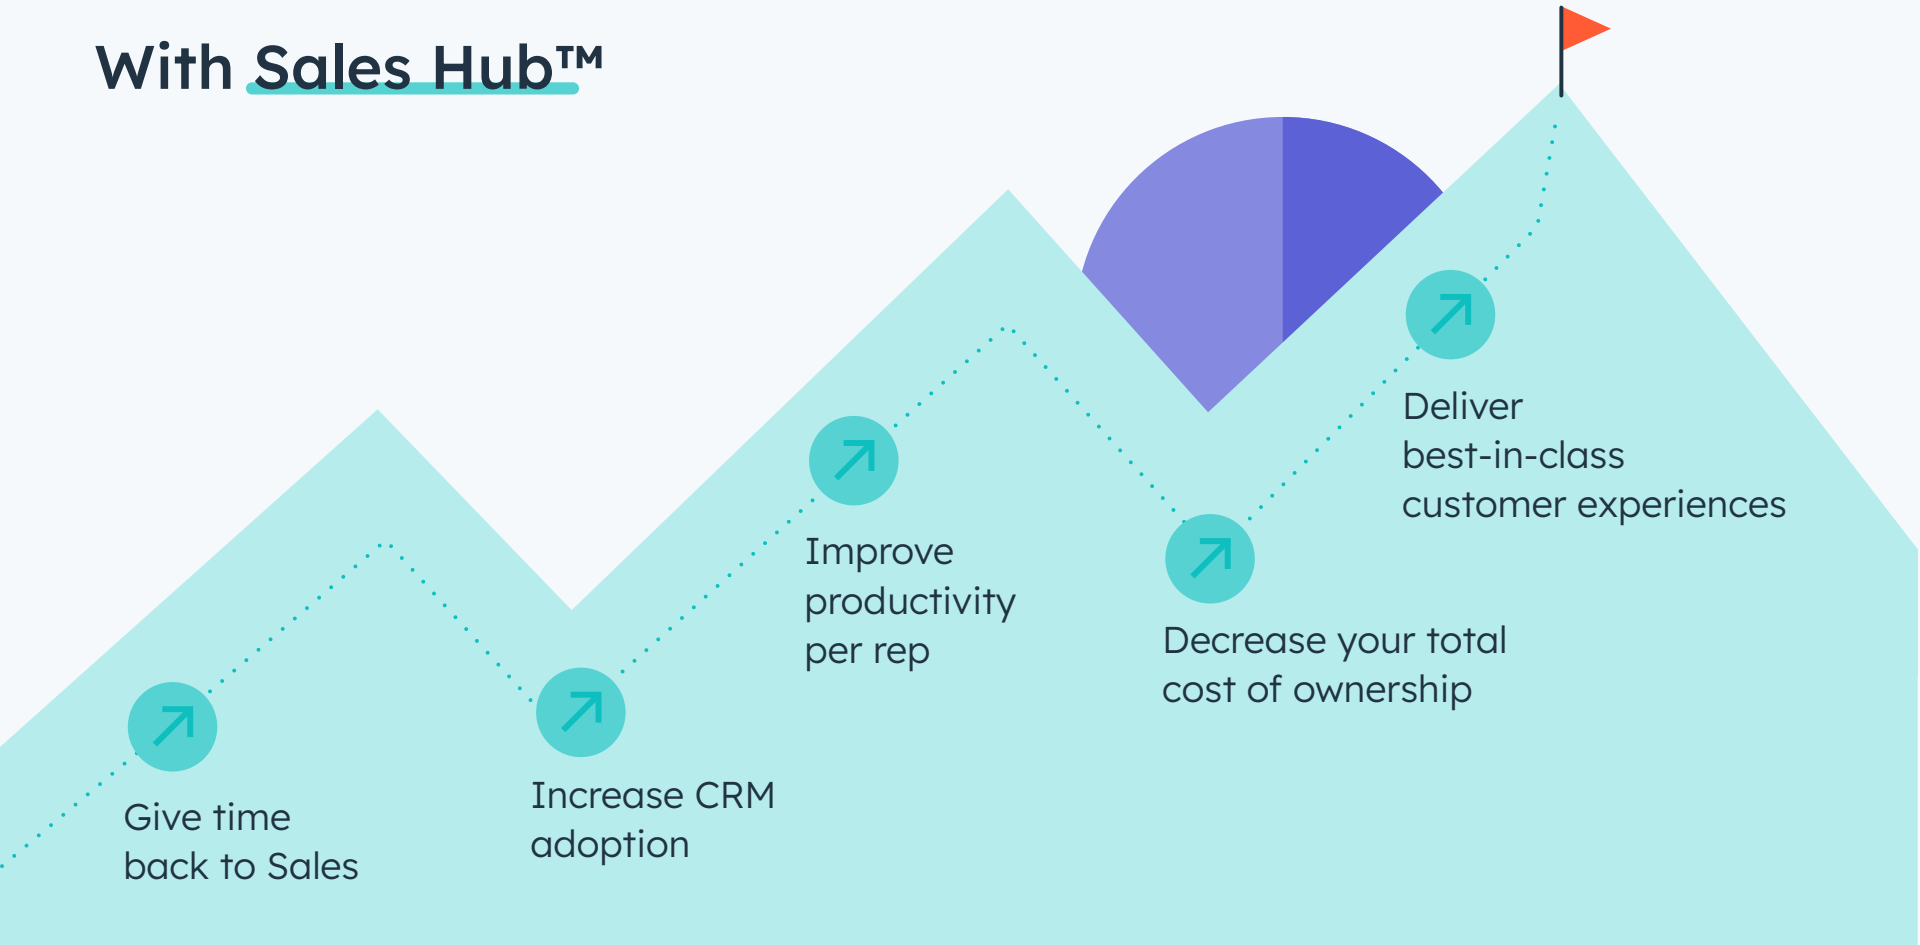 With Sales Hub™
Give time
back to Sales
Increase CRM
adoption
Improve
productivity
per rep
Decrease your total
cost of ownership
Deliver
best-in-class
customer experiences